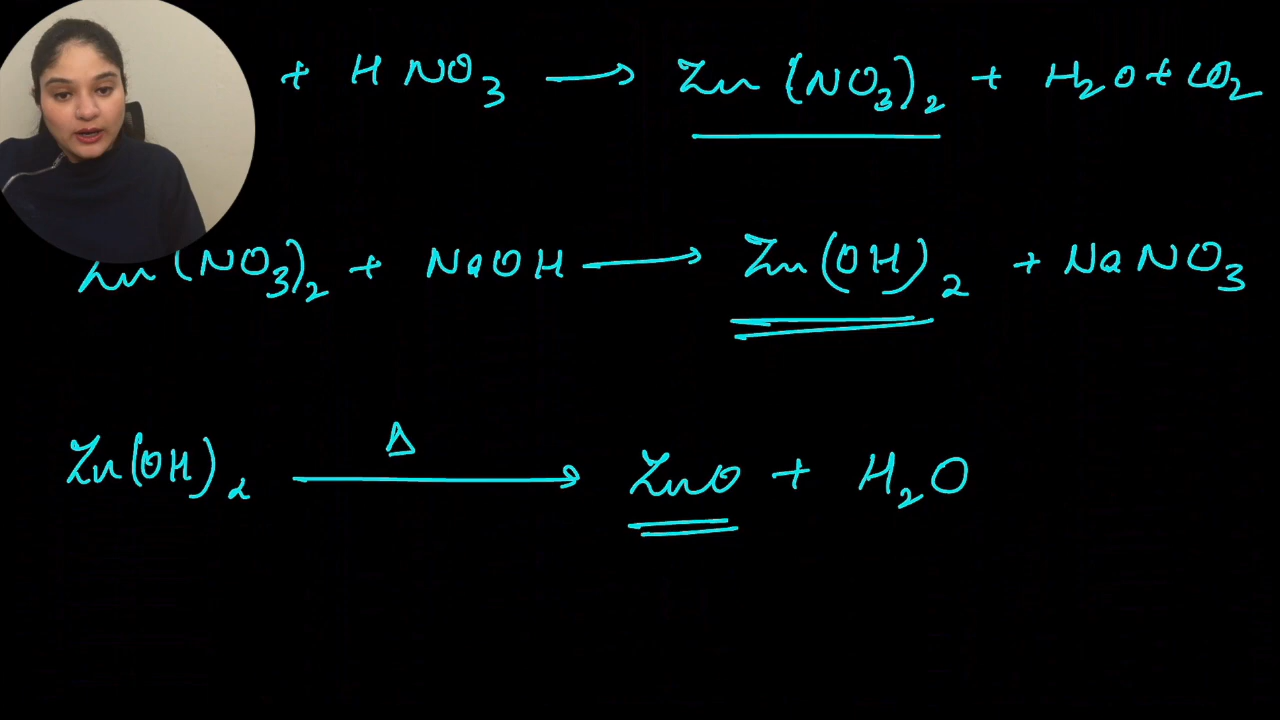 + HNO3 → Zn(NO3)2 + H2O + CO2
Zn(NO3)2 + NaOH → Zn(OH)2 + NaNO3
Δ
Zn(OH)2 → ZnO + H2O